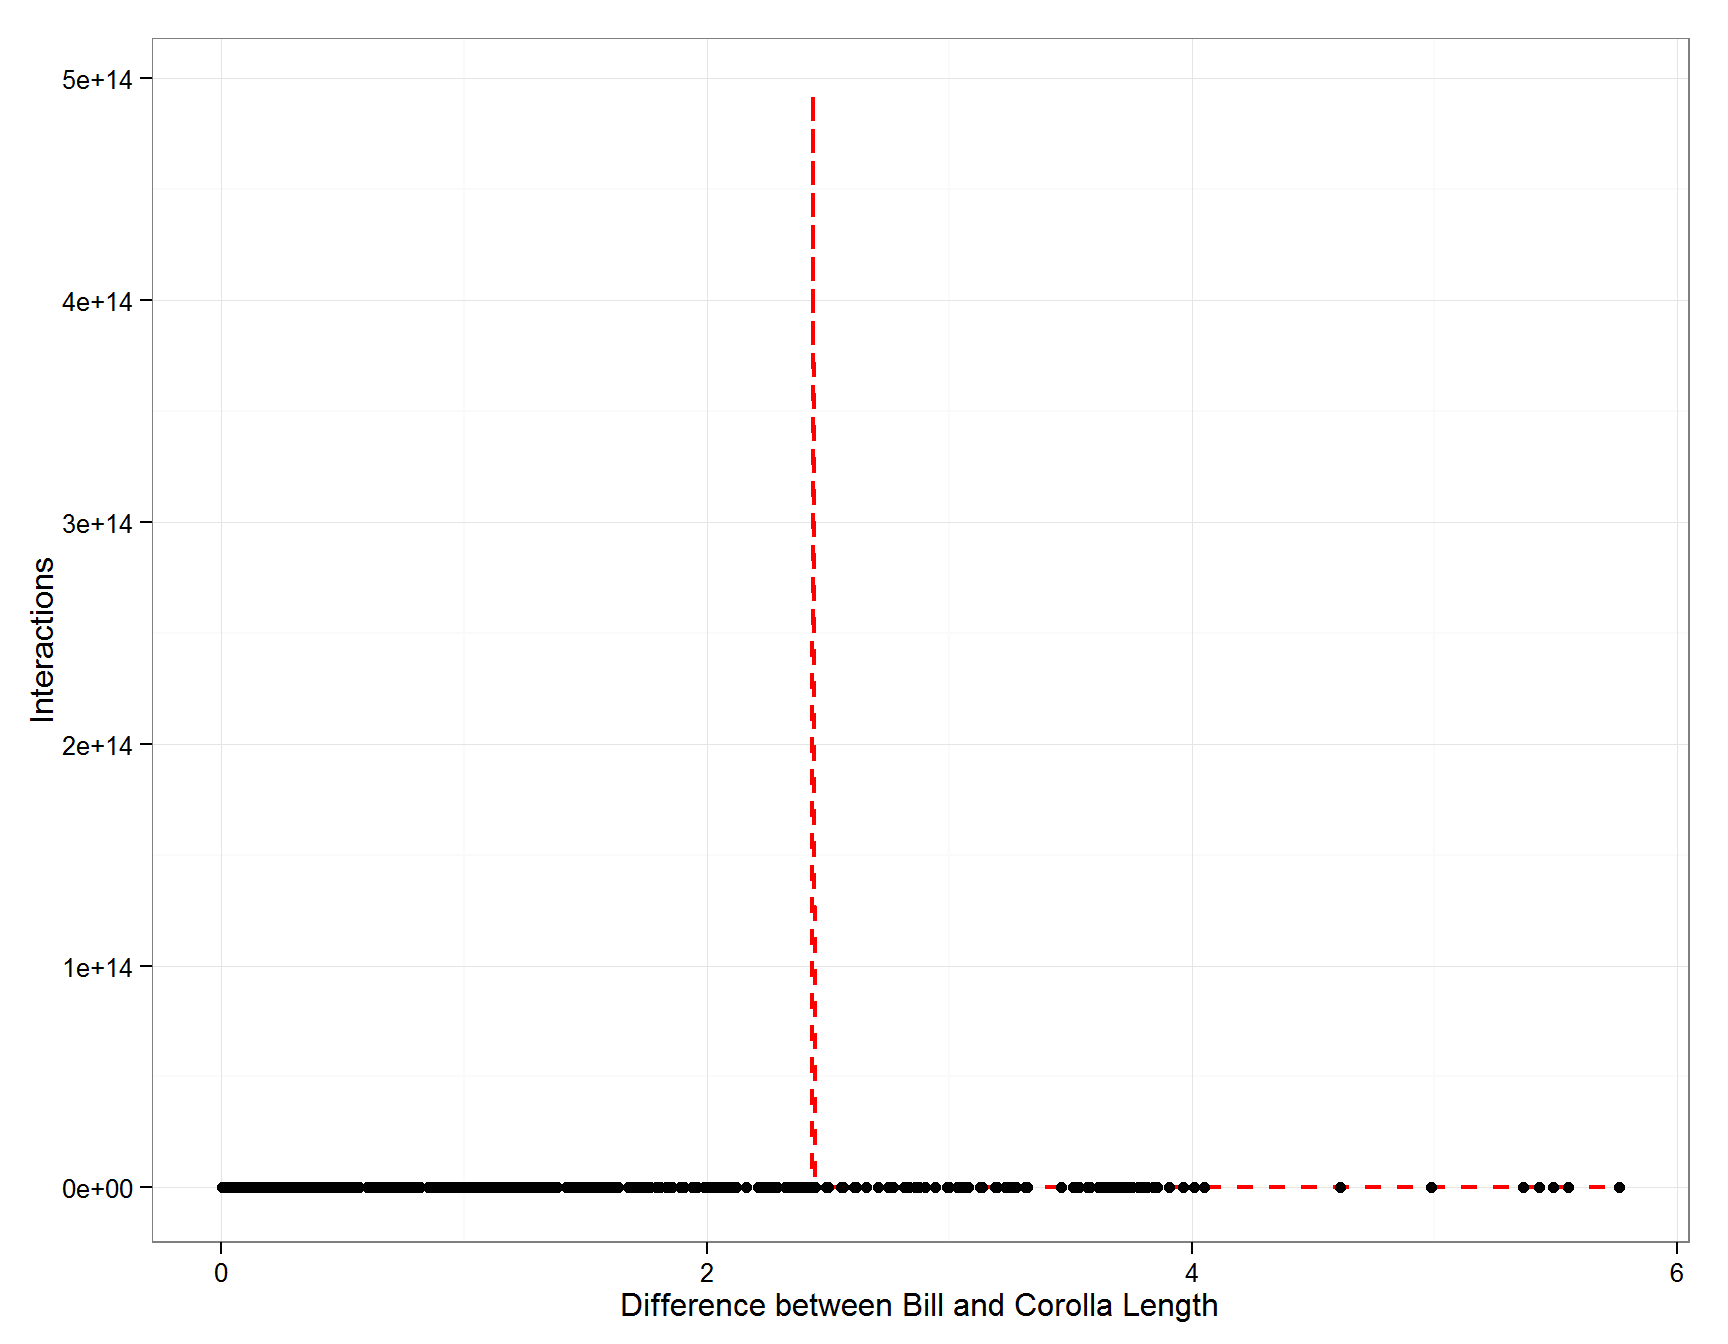 5e+14
4e+14
3e+14
2e+14
1e+14
0e+00
Interactions
0 2 4 6
Difference between Bill and Corolla Length